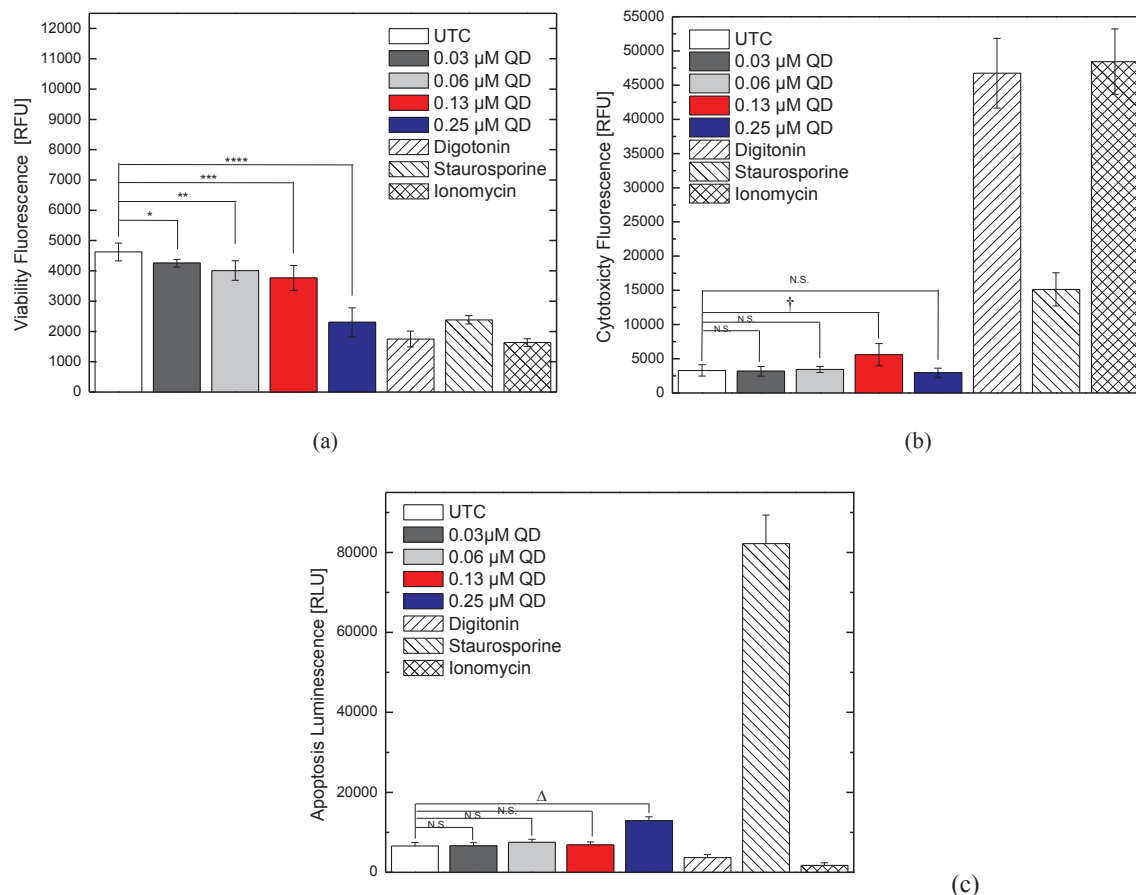 12000
11000
10000
9000
8000
7000
6000
5000
4000
3000
2000
1000
0
Viability Fluorescence [RFU]
UTC
0.03 µM QD
0.06 µM QD
0.13 µM QD
0.25 µM QD
Digotonin
Staurosporine
Ionomycin
****
***
**
*
(a)
55000
50000
45000
40000
35000
30000
25000
20000
15000
10000
5000
0
Cytotoxicty Fluorescence [RFU]
UTC
0.03 µM QD
0.06 µM QD
0.13 µM QD
0.25 µM QD
Digitonin
Staurosporine
Ionomycin
N.S.
†
N.S.
N.S.
(b)
80000
60000
40000
20000
0
Apoptosis Luminescence [RLU]
UTC
0.03µM QD
0.06 µM QD
0.13 µM QD
0.25 µM QD
Digitonin
Staurosporine
Ionomycin
Δ
N.S.
N.S.
N.S.
(c)